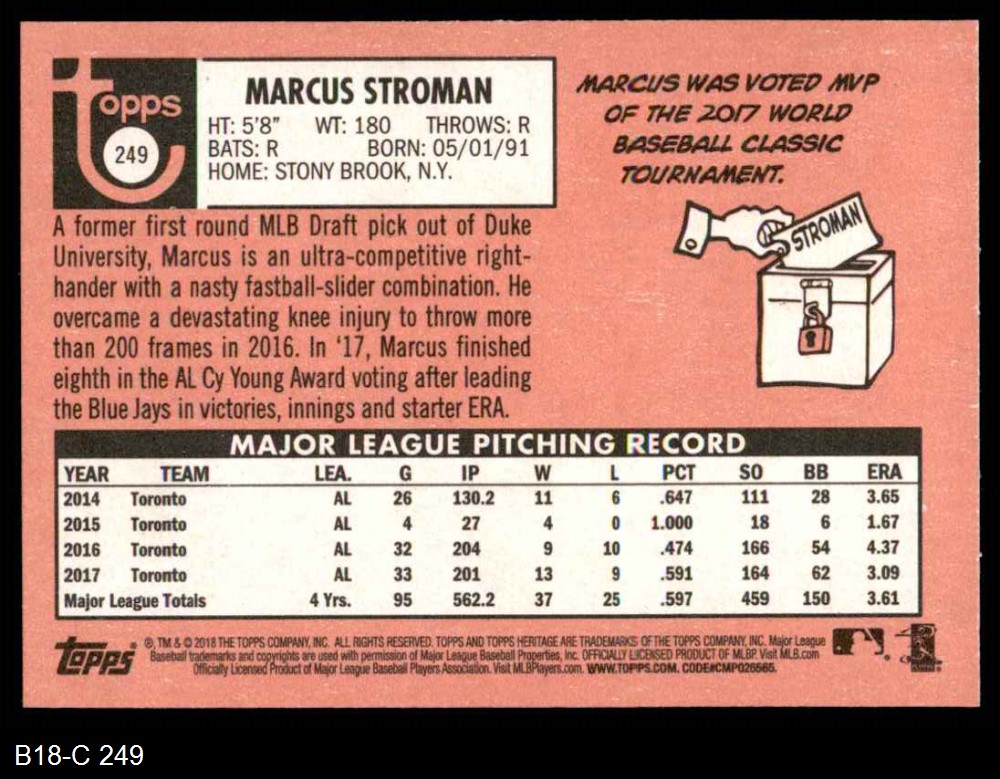 topps
249
MARCUS STROMAN
HT: 5'8" WT: 180 THROWS: R
BATS: R BORN: 05/01/91
HOME: STONY BROOK, N.Y.
MARCUS WAS VOTED MVP
OF THE 2017 WORLD
BASEBALL CLASSIC
TOURNAMENT.
STROMAN
A former first round MLB Draft pick out of Duke
University, Marcus is an ultra-competitive right-
hander with a nasty fastball-slider combination. He
overcame a devastating knee injury to throw more
than 200 frames in 2016. In '17, Marcus finished
eighth in the AL Cy Young Award voting after leading
the Blue Jays in victories, innings and starter ERA.
MAJOR LEAGUE PITCHING RECORD
YEAR TEAM LEA. G IP W L PCT SO BB ERA
2014 Toronto AL 26 130.2 11 6 .647 111 28 3.65
2015 Toronto AL 4 27 4 0 1.000 18 6 1.67
2016 Toronto AL 32 204 9 10 .474 166 54 4.37
2017 Toronto AL 33 201 13 9 .591 164 62 3.09
Major League Totals 4 Yrs. 95 562.2 37 25 .597 459 150 3.61
topps
®, TM & © 2018 THE TOPPS COMPANY, INC. ALL RIGHTS RESERVED. TOPPS AND TOPPS HERITAGE ARE TRADEMARKS OF THE TOPPS COMPANY, INC. Major League
Baseball trademarks and copyrights are used with permission of Major League Baseball Properties, Inc. OFFICIALLY LICENSED PRODUCT OF MLBP. Visit MLB.com
Officially Licensed Product of Major League Baseball Players Association. Visit MLBPlayers.com. WWW.TOPPS.COM. CODE#CMP026565.
B18-C 249